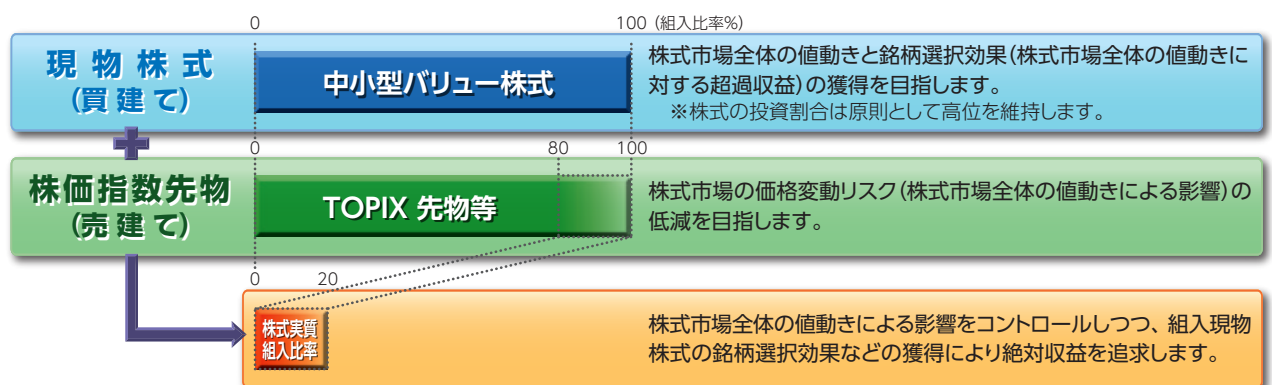 0 100 (組入比率%)
現物株式
(買建て)
中小型バリュー株式
株式市場全体の値動きと銘柄選択効果(株式市場全体の値動きに
対する超過収益)の獲得を目指します。
※株式の投資割合は原則として高位を維持します。
0 80 100
株価指数先物
(売建て)
TOPIX 先物等
株式市場の価格変動リスク(株式市場全体の値動きによる影響)の
低減を目指します。
0 20
株式実質
組入比率
株式市場全体の値動きによる影響をコントロールしつつ、組入現物
株式の銘柄選択効果などの獲得により絶対収益を追求します。